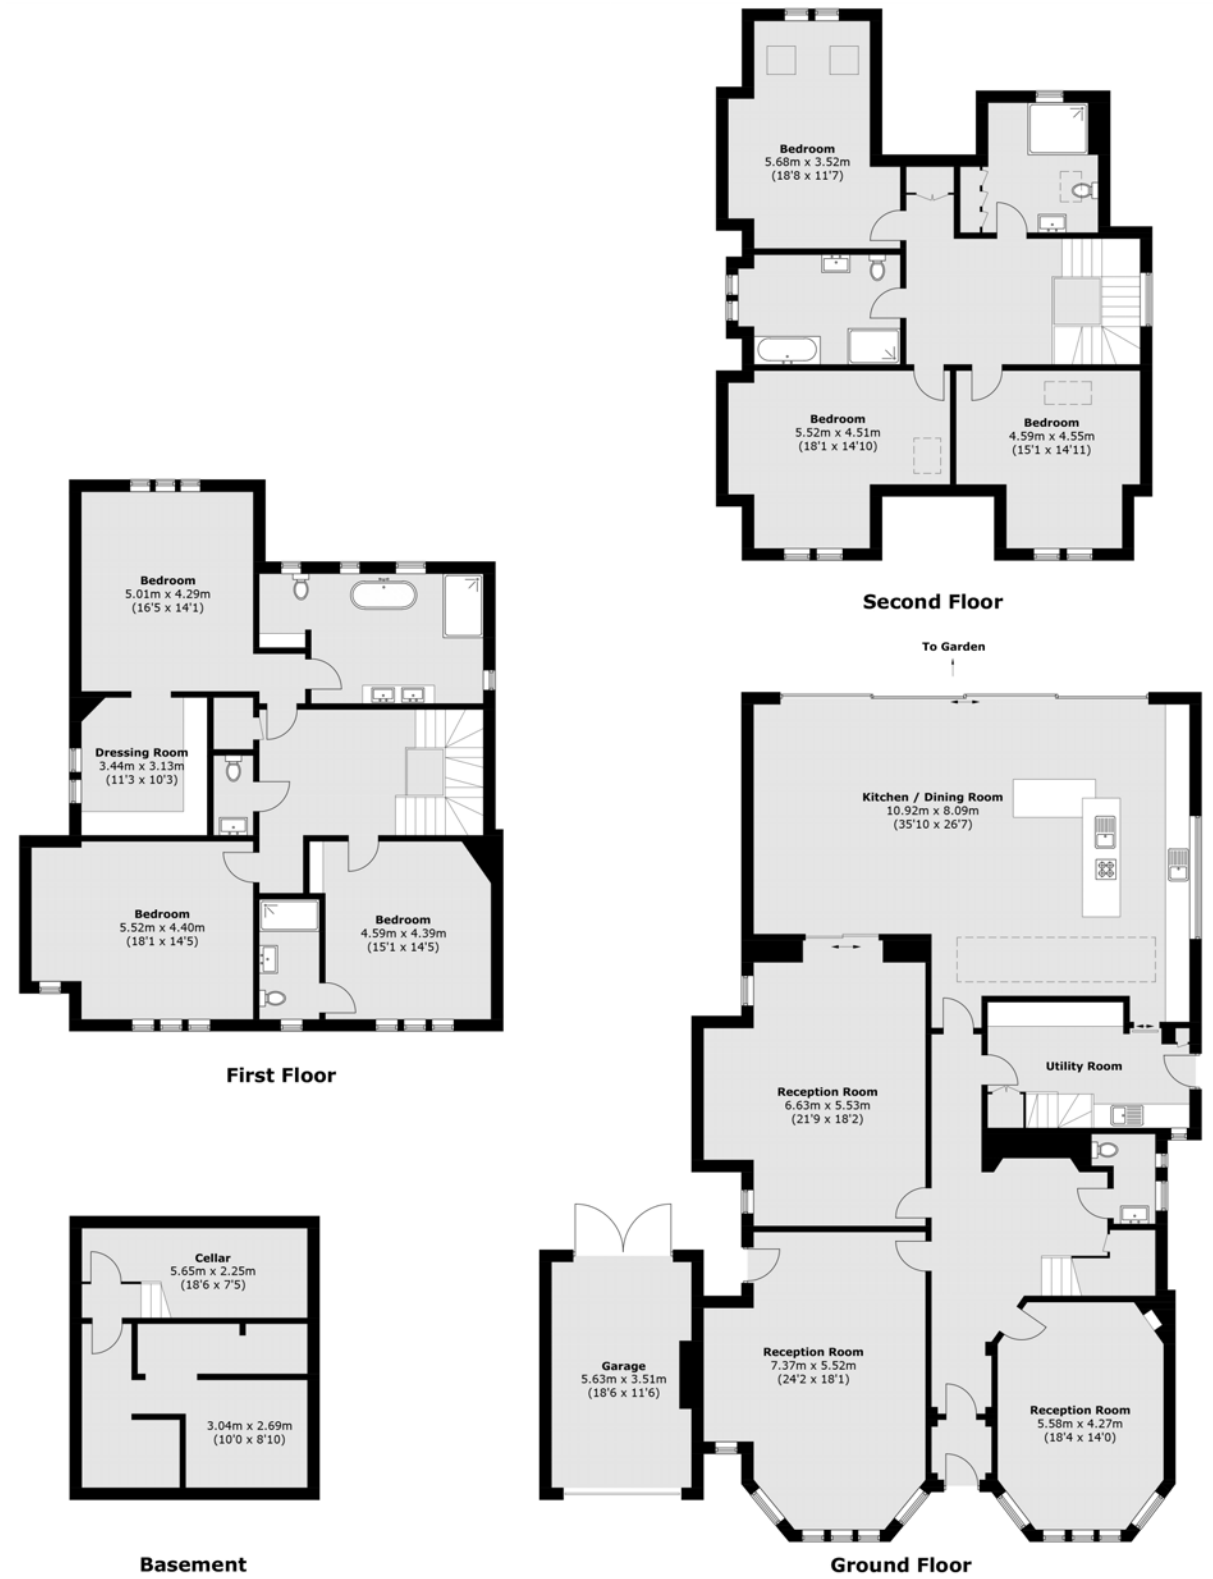 Bedroom
5.68m x 3.52m
(18'8 x 11'7)
Bedroom
5.52m x 4.51m
(18'1 x 14'10)
Bedroom
4.59m x 4.55m
(15'1 x 14'11)
Second Floor
Bedroom
5.01m x 4.29m
(16'5 x 14'1)
Dressing Room
3.44m x 3.13m
(11'3 x 10'3)
Bedroom
5.52m x 4.40m
(18'1 x 14'5)
Bedroom
4.59m x 4.39m
(15'1 x 14'5)
First Floor
To Garden
Kitchen / Dining Room
10.92m x 8.09m
(35'10 x 26'7)
Utility Room
Reception Room
6.63m x 5.53m
(21'9 x 18'2)
Cellar
5.65m x 2.25m
(18'6 x 7'5)
3.04m x 2.69m
(10'0 x 8'10)
Basement
Garage
5.63m x 3.51m
(18'6 x 11'6)
Reception Room
7.37m x 5.52m
(24'2 x 18'1)
Reception Room
5.58m x 4.27m
(18'4 x 14'0)
Ground Floor